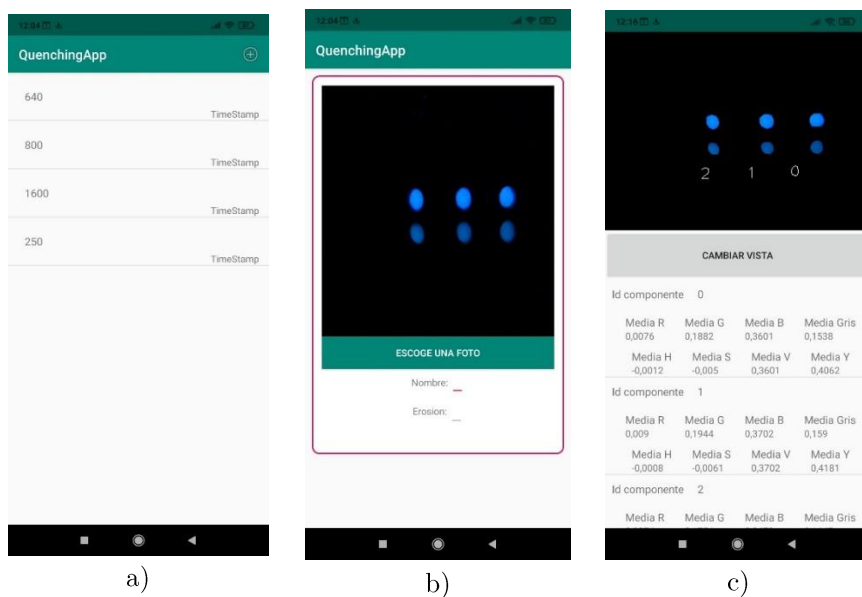 12:04
QuenchingApp
640
TimeStamp
800
TimeStamp
1600
TimeStamp
250
TimeStamp
a)
12:04
QuenchingApp
ESCOGE UNA FOTO
Nombre:
Erosion:
b)
12:16
2 1 0
CAMBIAR VISTA
Id componente 0
Media R Media G Media B Media Gris
0,0076 0,1882 0,3601 0,1538
Media H Media S Media V Media Y
-0,0012 -0,005 0,3601 0,4062
Id componente 1
Media R Media G Media B Media Gris
0,009 0,1944 0,3702 0,159
Media H Media S Media V Media Y
-0,0008 -0,0061 0,3702 0,4181
Id componente 2
Media R Media G Media B Media Gris
c)